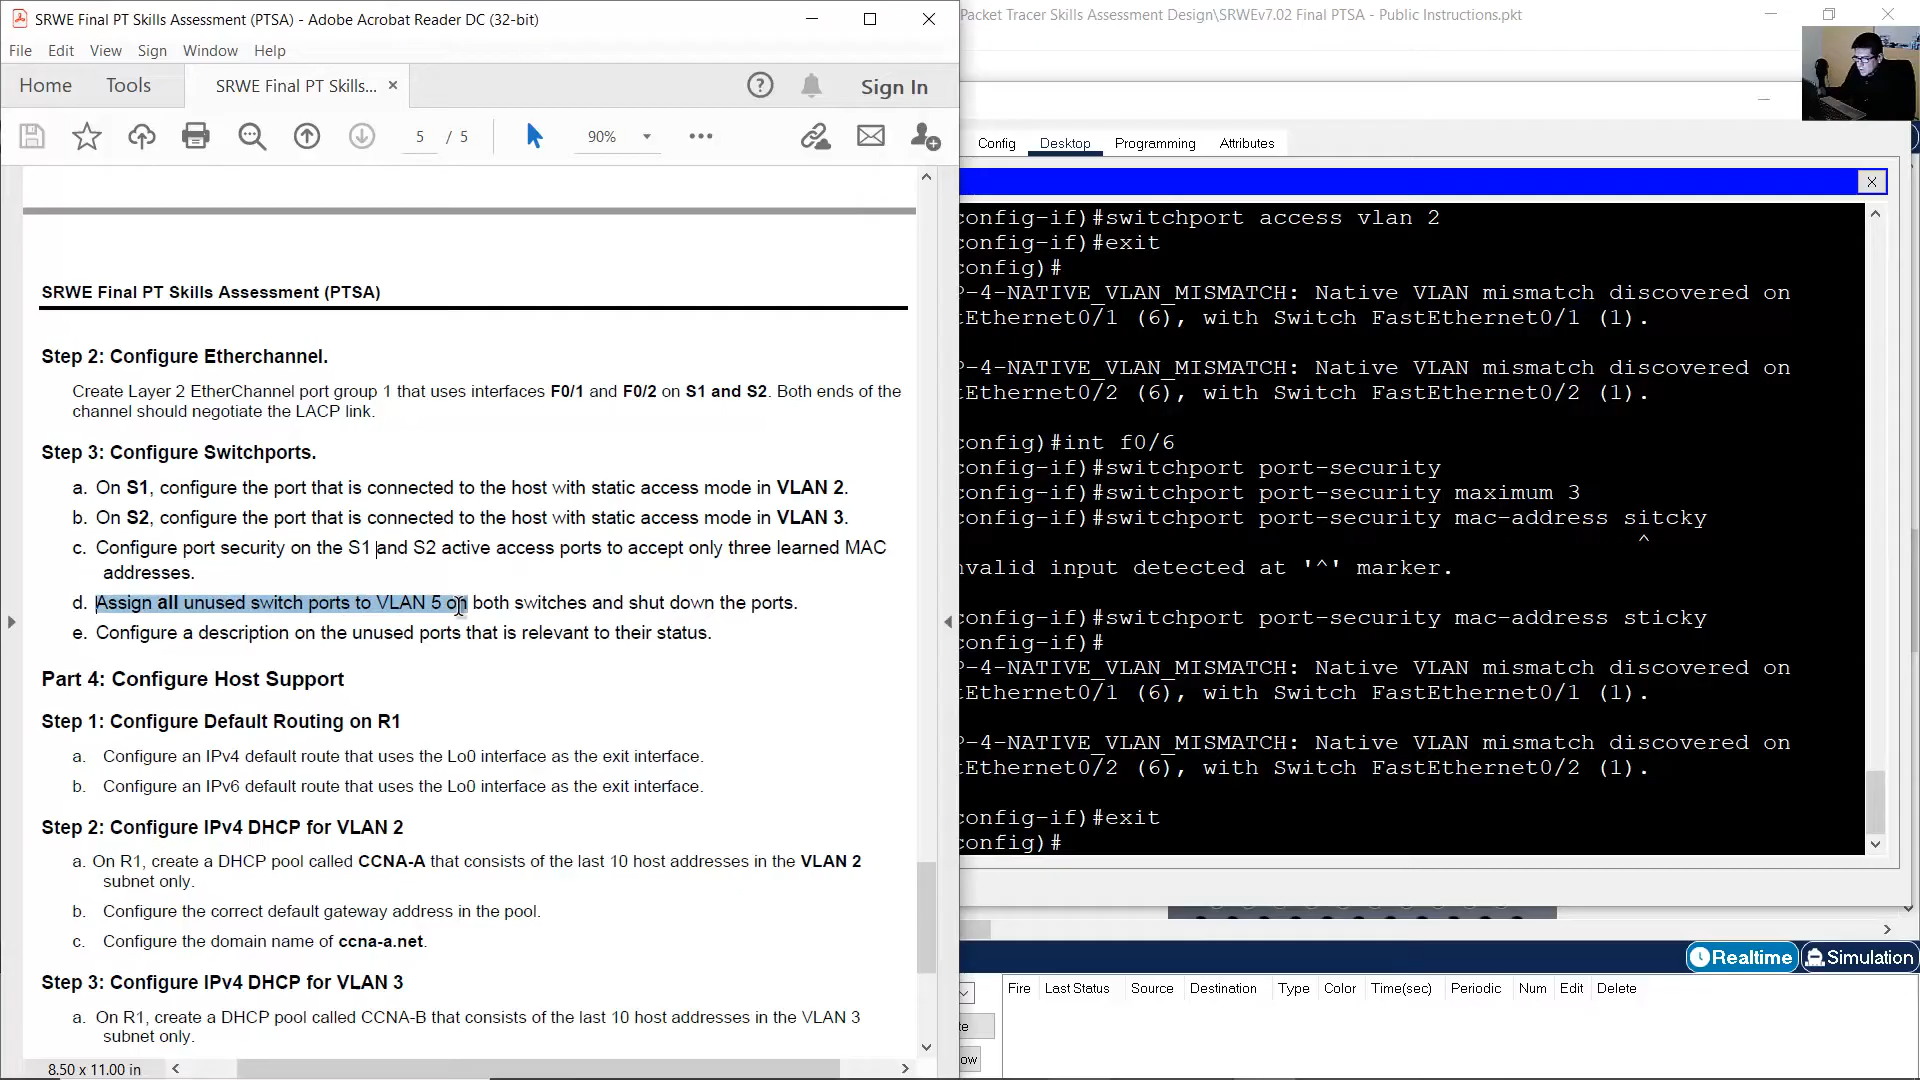 SRWE Final PT Skills Assessment (PTSA) - Adobe Acrobat Reader DC (32-bit)
Packet Tracer Skills Assessment Design\SRWEv7.02 Final PTSA - Public Instructions.pkt
File Edit View Sign Window Help
Home Tools SRWE Final PT Skills... × Sign In
5 / 5 90%
SRWE Final PT Skills Assessment (PTSA)
Step 2: Configure Etherchannel.
Create Layer 2 EtherChannel port group 1 that uses interfaces F0/1 and F0/2 on S1 and S2. Both ends of the
channel should negotiate the LACP link.
Step 3: Configure Switchports.
a. On S1, configure the port that is connected to the host with static access mode in VLAN 2.
b. On S2, configure the port that is connected to the host with static access mode in VLAN 3.
c. Configure port security on the S1 and S2 active access ports to accept only three learned MAC
addresses.
d. Assign all unused switch ports to VLAN 5 on both switches and shut down the ports.
e. Configure a description on the unused ports that is relevant to their status.
Part 4: Configure Host Support
Step 1: Configure Default Routing on R1
a. Configure an IPv4 default route that uses the Lo0 interface as the exit interface.
b. Configure an IPv6 default route that uses the Lo0 interface as the exit interface.
Step 2: Configure IPv4 DHCP for VLAN 2
a. On R1, create a DHCP pool called CCNA-A that consists of the last 10 host addresses in the VLAN 2
subnet only.
b. Configure the correct default gateway address in the pool.
c. Configure the domain name of ccna-a.net.
Step 3: Configure IPv4 DHCP for VLAN 3
a. On R1, create a DHCP pool called CCNA-B that consists of the last 10 host addresses in the VLAN 3
subnet only.
8.50 x 11.00 in
Config Desktop Programming Attributes
config-if)#switchport access vlan 2
config-if)#exit
config)#
P-4-NATIVE_VLAN_MISMATCH: Native VLAN mismatch discovered on
tEthernet0/1 (6), with Switch FastEthernet0/1 (1).
P-4-NATIVE_VLAN_MISMATCH: Native VLAN mismatch discovered on
tEthernet0/2 (6), with Switch FastEthernet0/2 (1).
config)#int f0/6
config-if)#switchport port-security
config-if)#switchport port-security maximum 3
config-if)#switchport port-security mac-address sitcky
^
nvalid input detected at '^' marker.
config-if)#switchport port-security mac-address sticky
config-if)#
P-4-NATIVE_VLAN_MISMATCH: Native VLAN mismatch discovered on
tEthernet0/1 (6), with Switch FastEthernet0/1 (1).
P-4-NATIVE_VLAN_MISMATCH: Native VLAN mismatch discovered on
tEthernet0/2 (6), with Switch FastEthernet0/2 (1).
config-if)#exit
config)#
Realtime Simulation
Fire Last Status Source Destination Type Color Time(sec) Periodic Num Edit Delete
te
ow